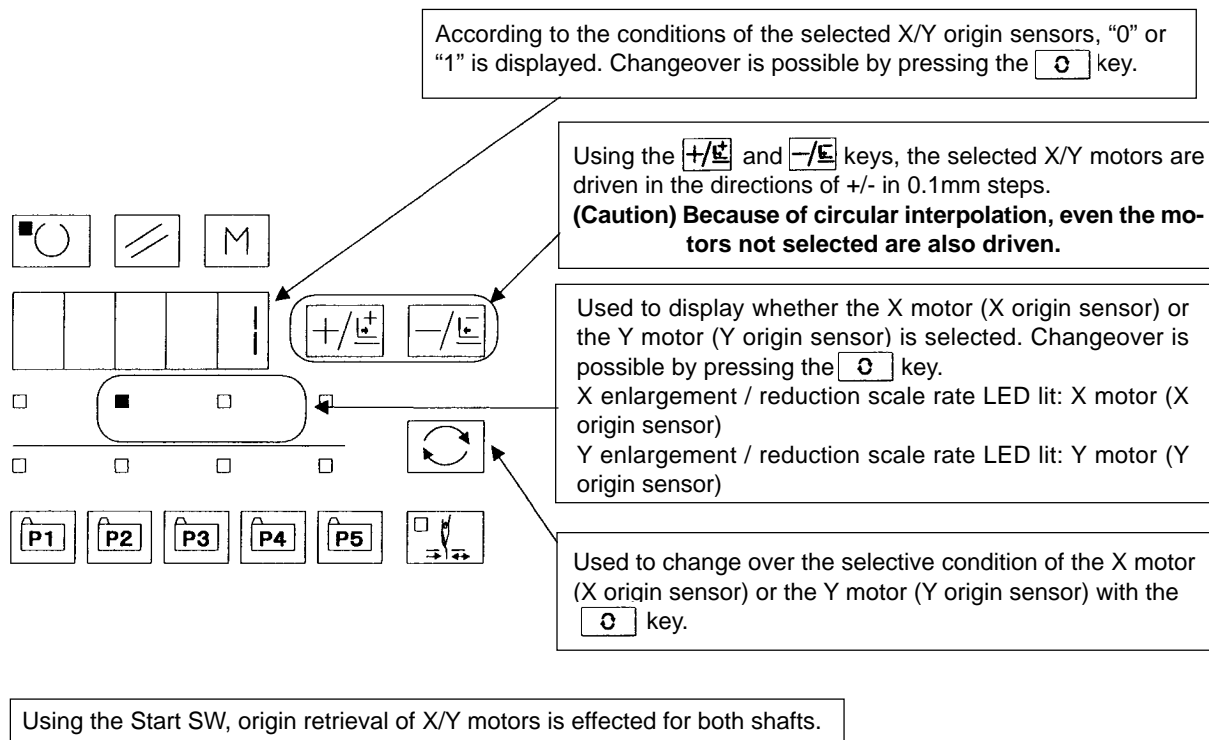 According to the conditions of the selected X/Y origin sensors, “0” or
“1” is displayed. Changeover is possible by pressing the key.
Using the +/ and −/ keys, the selected X/Y motors are
driven in the directions of +/- in 0.1mm steps.
(Caution) Because of circular interpolation, even the mo-
tors not selected are also driven.
M
1
+/ −/
Used to display whether the X motor (X origin sensor) or
the Y motor (Y origin sensor) is selected. Changeover is
possible by pressing the key.
X enlargement / reduction scale rate LED lit: X motor (X
origin sensor)
Y enlargement / reduction scale rate LED lit: Y motor (Y
origin sensor)
P1 P2 P3 P4 P5
Used to change over the selective condition of the X motor
(X origin sensor) or the Y motor (Y origin sensor) with the
key.
Using the Start SW, origin retrieval of X/Y motors is effected for both shafts.